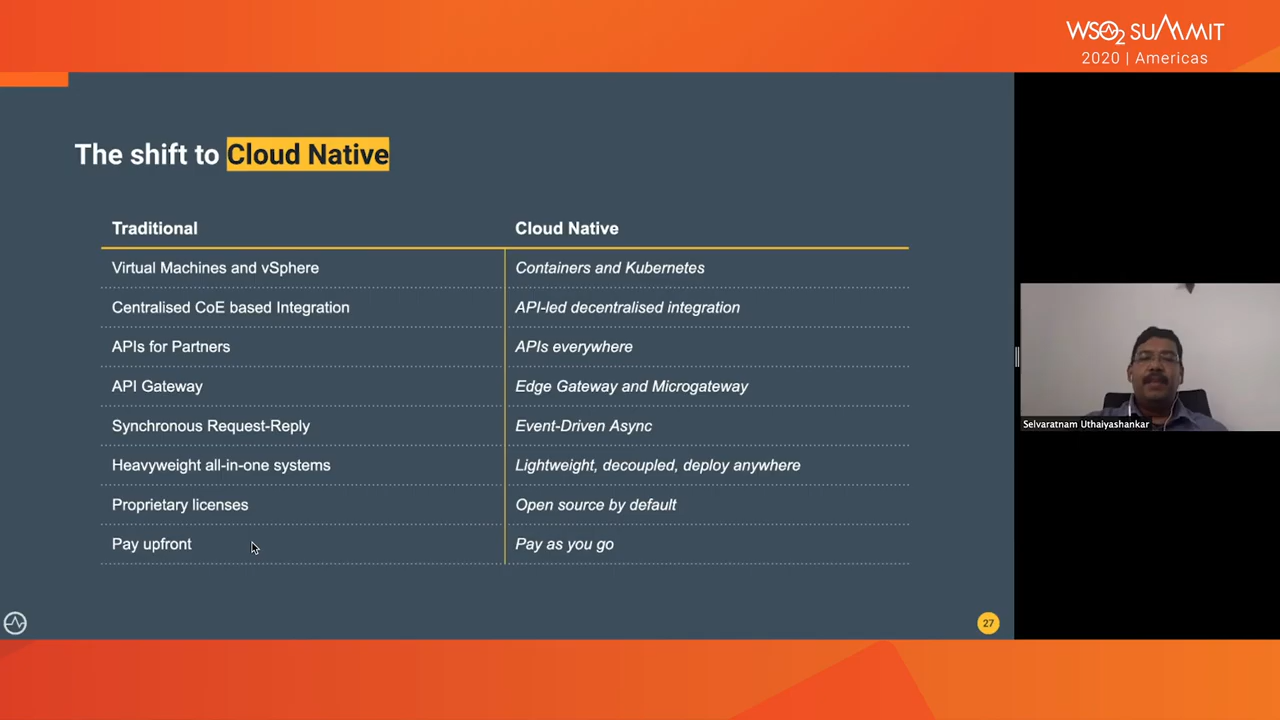 WSO2 SUMMIT
2020 | Americas
The shift to Cloud Native
Traditional Cloud Native
Virtual Machines and vSphere Containers and Kubernetes
Centralised CoE based Integration API-led decentralised integration
APIs for Partners APIs everywhere
API Gateway Edge Gateway and Microgateway
Synchronous Request-Reply Event-Driven Async
Heavyweight all-in-one systems Lightweight, decoupled, deploy anywhere
Proprietary licenses Open source by default
Pay upfront Pay as you go
Selvaratnam Uthaiyashankar
27